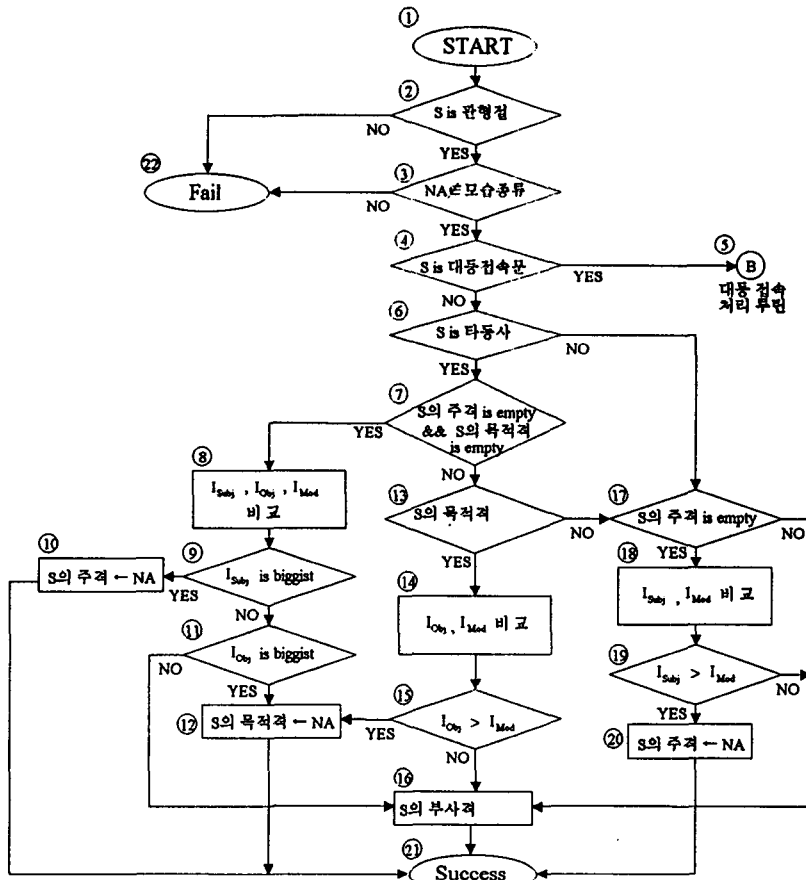 ①
START
②
S is 관형절
NO
YES
㉒
Fail
③
NA∉모습종류
NO
YES
④
S is 대등접속문
YES
NO
⑤
B
대등 접속
처리 루틴
⑥
S is 타동사
NO
YES
⑦
S의 주격 is empty
&& S의 목적격
is empty
YES
NO
⑧
I_Subj , I_Obj , I_Mod
비교
⑬
S의 목적격
NO
YES
⑰
S의 주격 is empty
NO
YES
⑩
S의 주격 ← NA
⑨
I_Subj is biggist
YES
NO
⑭
I_Obj , I_Mod 비교
⑱
I_Subj , I_Mod 비교
⑪
I_Obj is biggist
NO
YES
⑲
I_Subj > I_Mod
NO
YES
⑫
S의 목적격 ← NA
⑮
I_Obj > I_Mod
YES
NO
⑳
S의 주격 ← NA
⑯
S의 부사격
㉑
Success